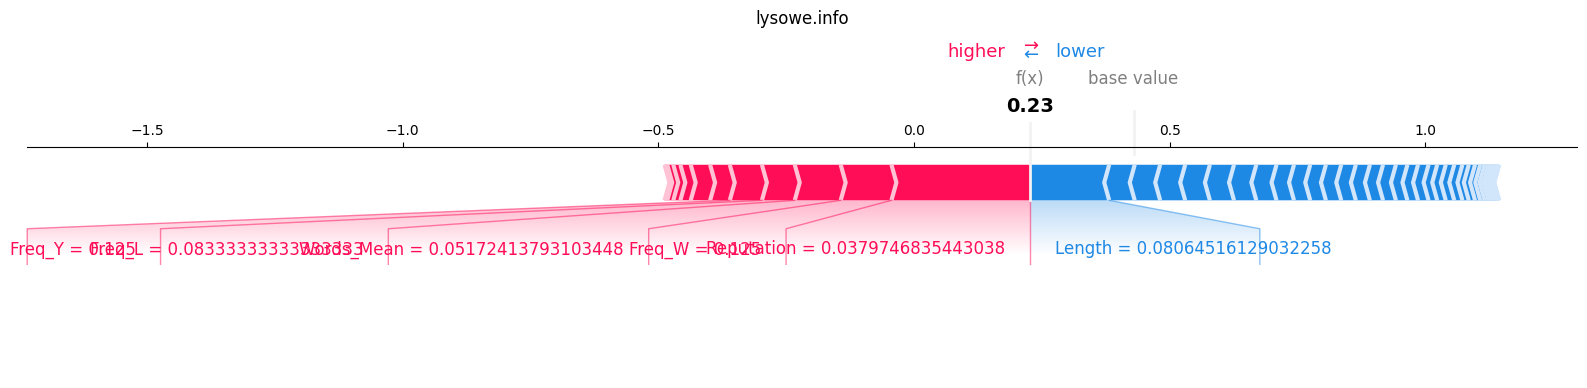 lysowe.info
higher ⇄ lower
f(x) base value
0.23
−1.5 −1.0 −0.5 0.0 0.5 1.0
Freq_Y = 0.125 Freq_L = 0.08333333333333333 Words_Mean = 0.05172413793103448 Freq_W = 0.125 Reputation = 0.0379746835443038 Length = 0.08064516129032258